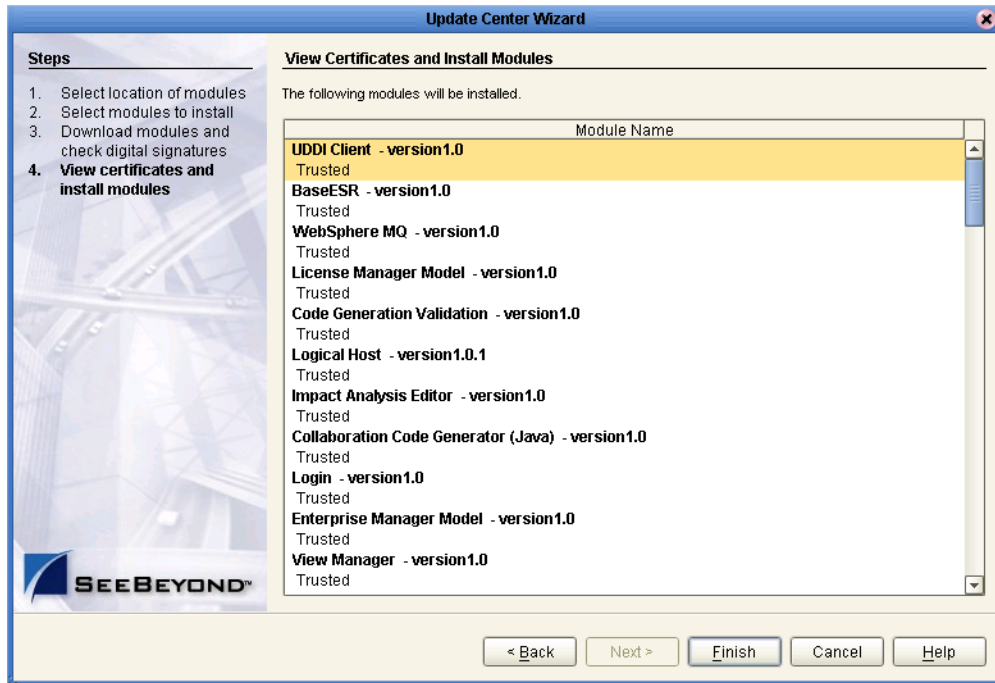 Update Center Wizard
Steps
1. Select location of modules
2. Select modules to install
3. Download modules and
check digital signatures
4. View certificates and
install modules
SEEBEYOND™
View Certificates and Install Modules
The following modules will be installed.
Module Name
UDDI Client - version1.0
Trusted
BaseESR - version1.0
Trusted
WebSphere MQ - version1.0
Trusted
License Manager Model - version1.0
Trusted
Code Generation Validation - version1.0
Trusted
Logical Host - version1.0.1
Trusted
Impact Analysis Editor - version1.0
Trusted
Collaboration Code Generator (Java) - version1.0
Trusted
Login - version1.0
Trusted
Enterprise Manager Model - version1.0
Trusted
View Manager - version1.0
Trusted
< Back Next > Finish Cancel Help